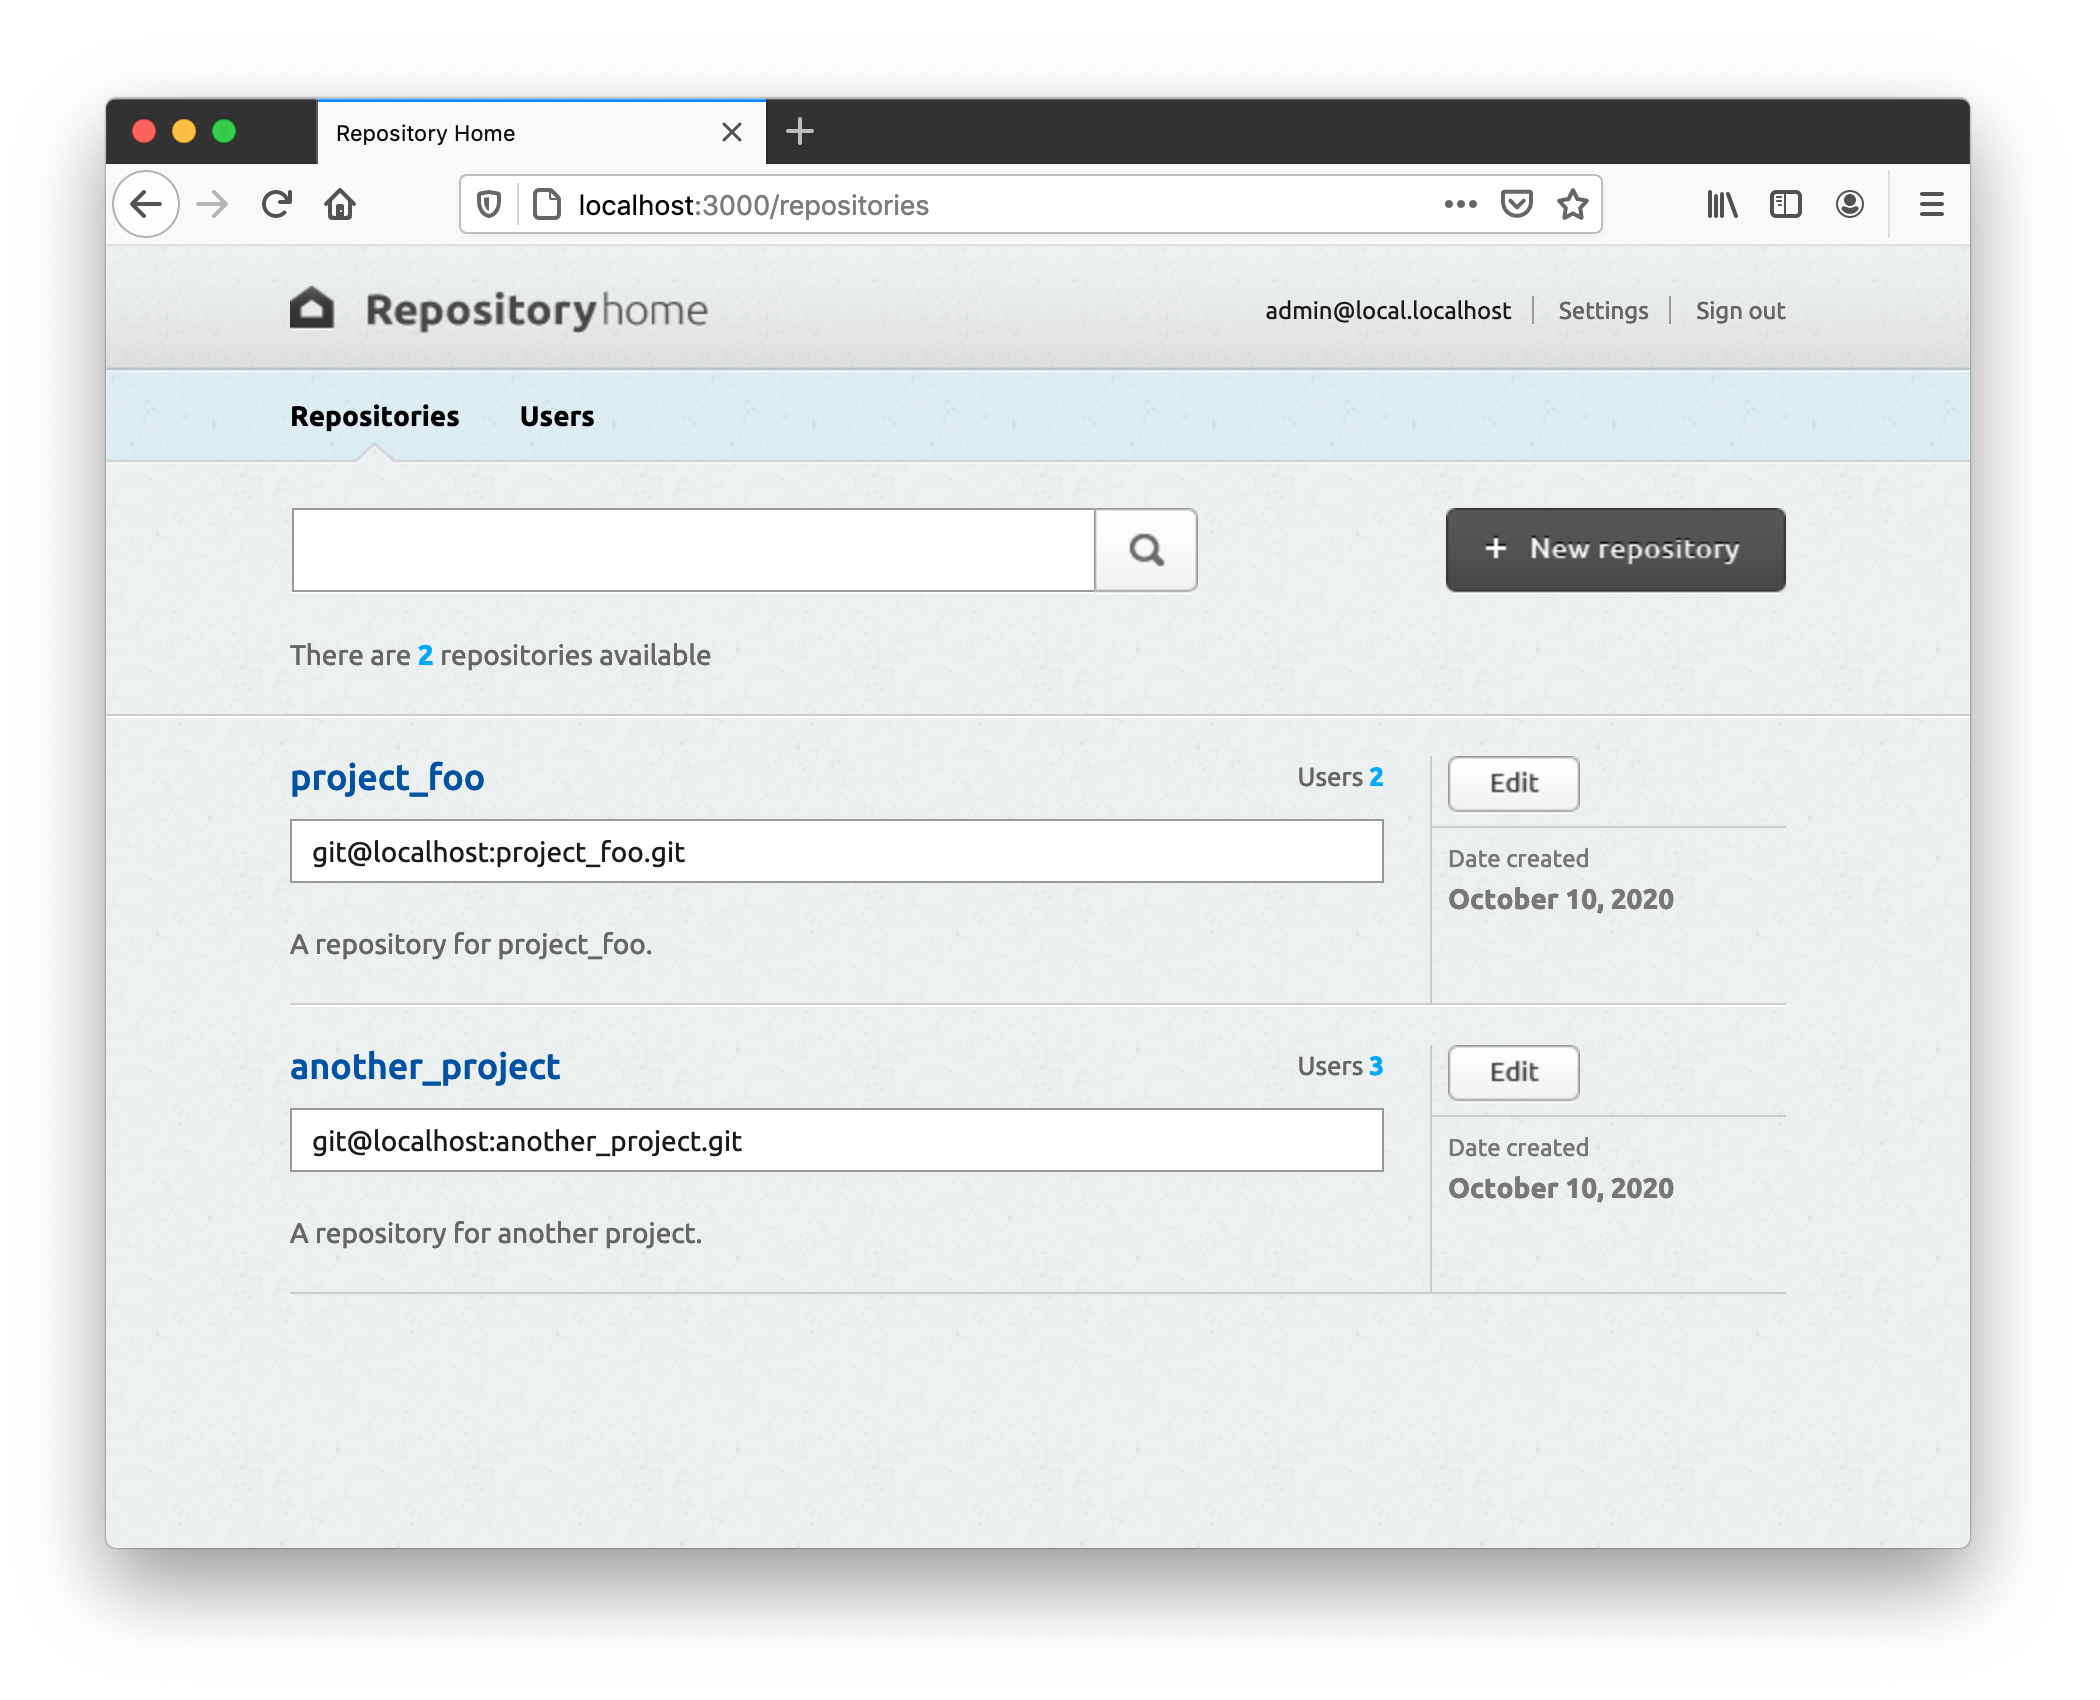 Repository Home
localhost:3000/repositories
Repositoryhome
admin@local.localhost Settings Sign out
Repositories Users
+ New repository
There are 2 repositories available
project_foo Users 2 Edit
git@localhost:project_foo.git
Date created
October 10, 2020
A repository for project_foo.
another_project Users 3 Edit
git@localhost:another_project.git
Date created
October 10, 2020
A repository for another project.